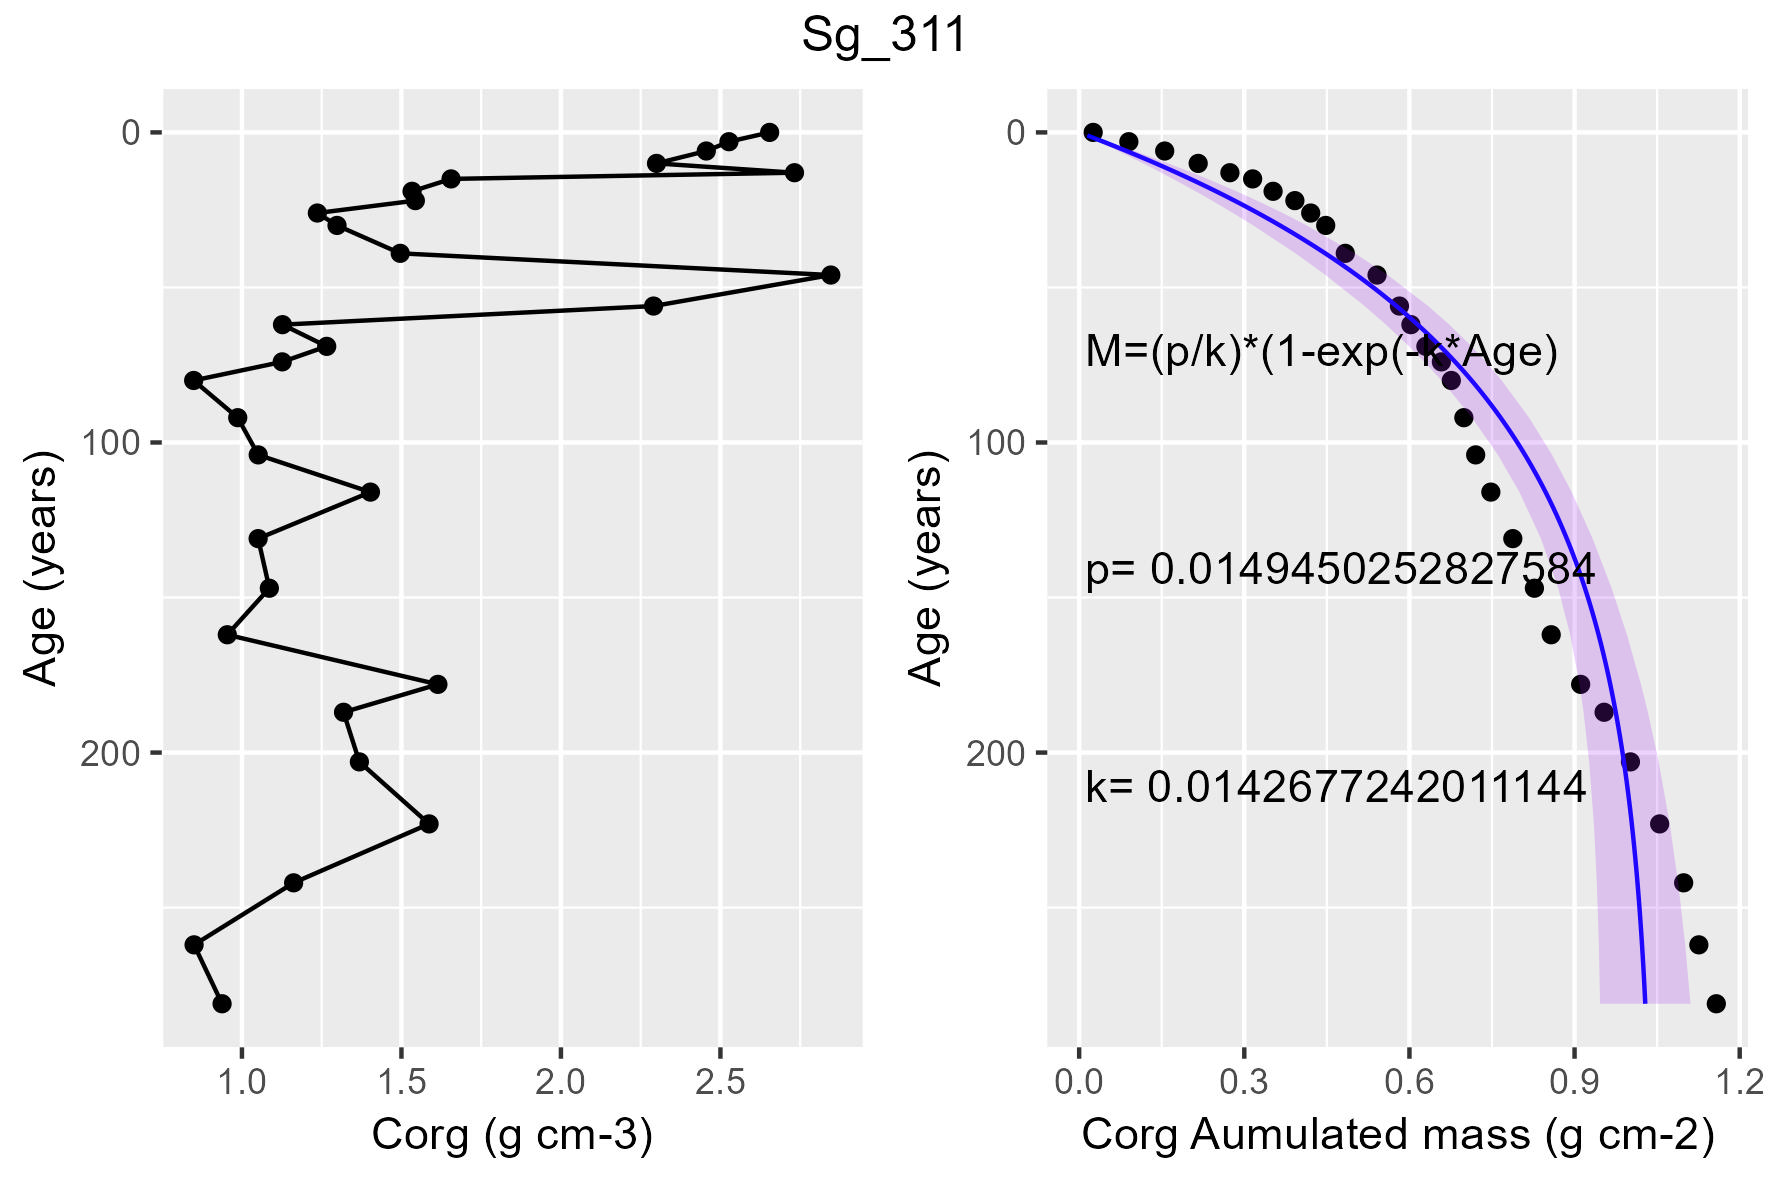 Sg_311
0
100
200
Age (years)
1.0 1.5 2.0 2.5
Corg (g cm-3)
0
100
200
Age (years)
M=(p/k)*(1-exp(-k*Age)
p= 0.0149450252827584
k= 0.0142677242011144
0.0 0.3 0.6 0.9 1.2
Corg Aumulated mass (g cm-2)